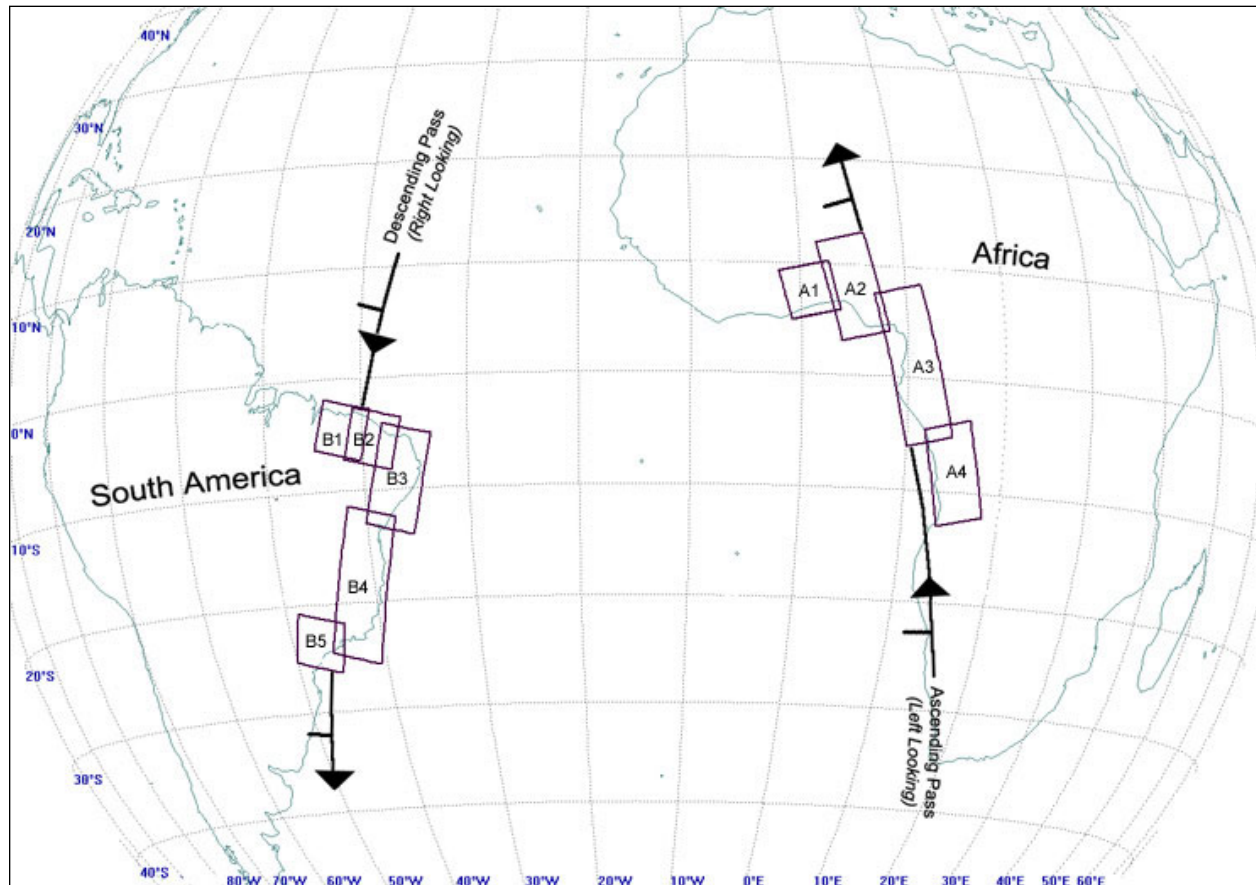 40°N
30°N
20°N
10°N
0°N
10°S
20°S
30°S
40°S
Descending Pass
(Right Looking)
Africa
A1
A2
A3
A4
South America
B1
B2
B3
B4
B5
Ascending Pass
(Left Looking)
80°W 70°W 60°W 50°W 40°W 30°W 20°W 10°W 0°E 10°E 20°E 30°E 40°E 50°E 60°E